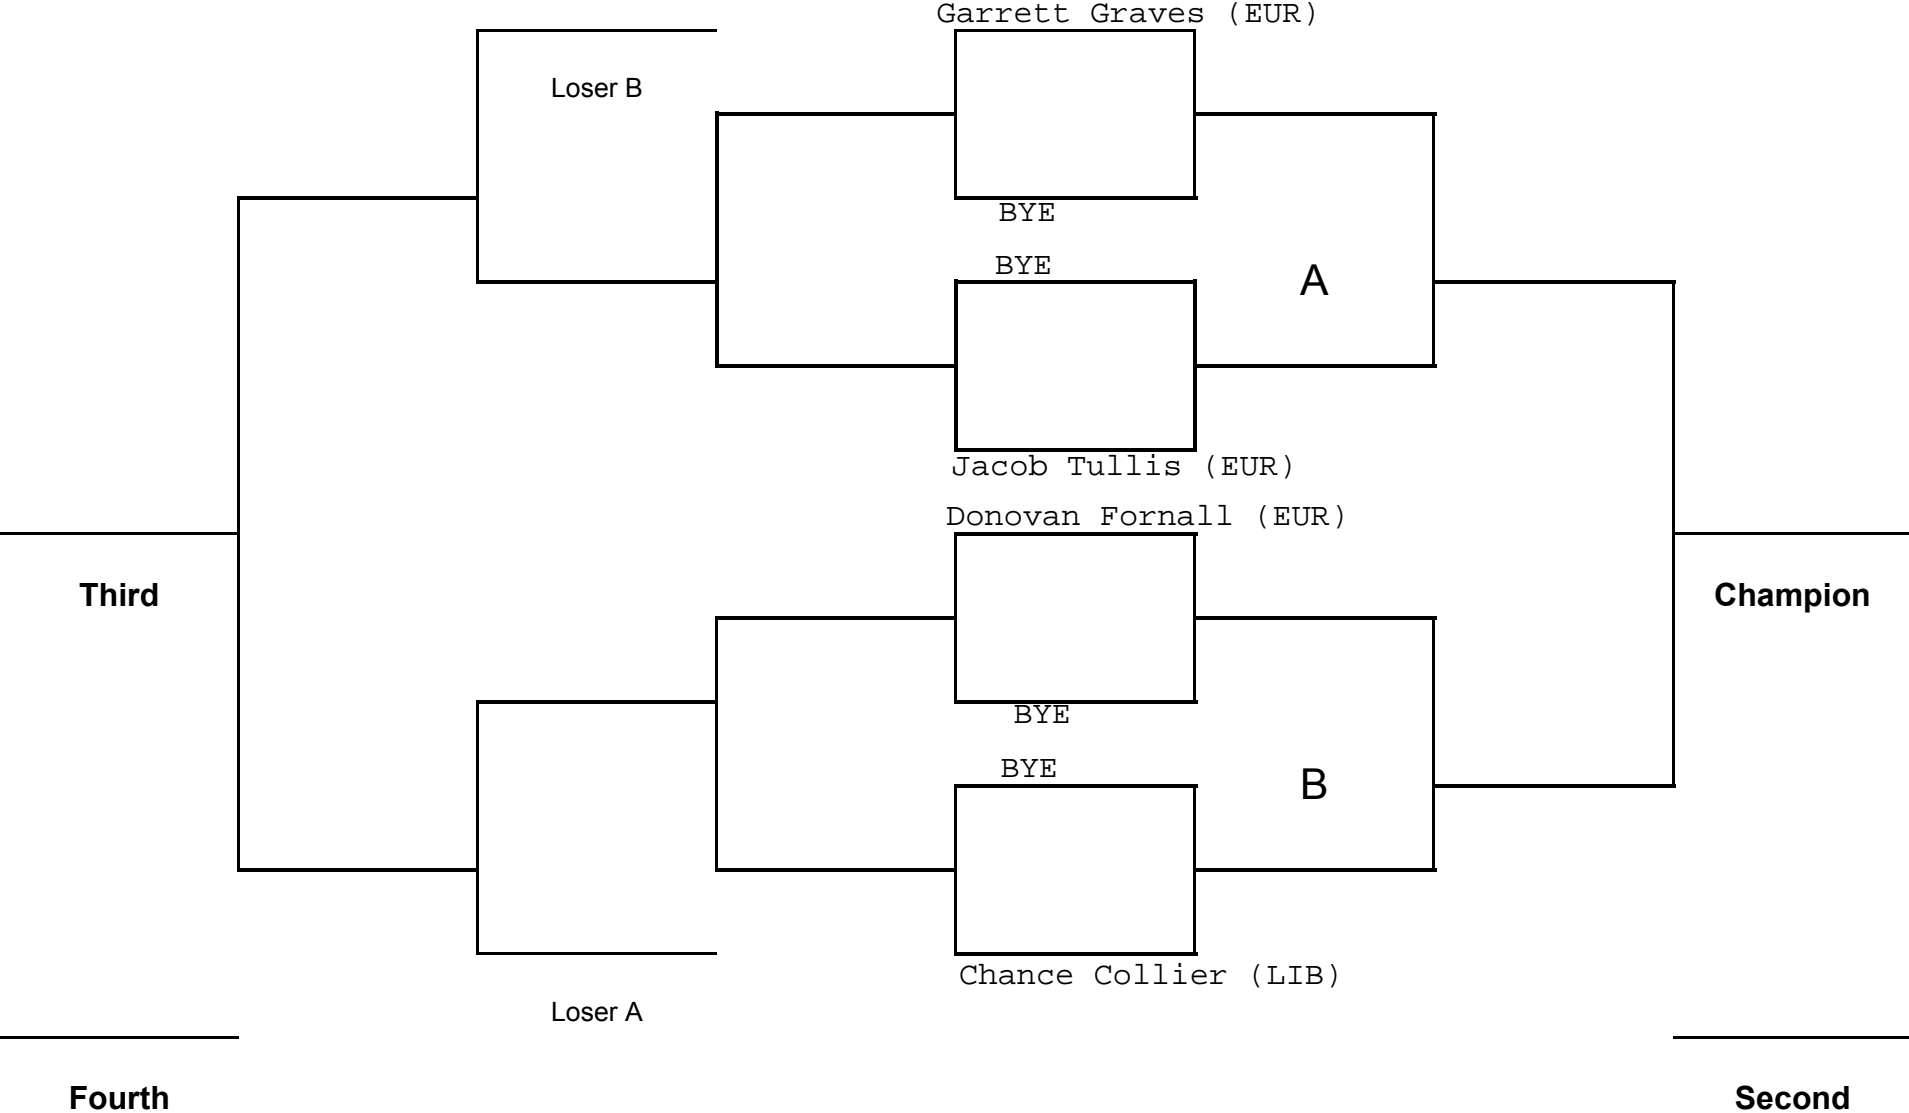 Garrett Graves (EUR)
Loser B
BYE
BYE
A
Jacob Tullis (EUR)
Donovan Fornall (EUR)
Third
Champion
BYE
BYE
B
Chance Collier (LIB)
Loser A
Fourth
Second